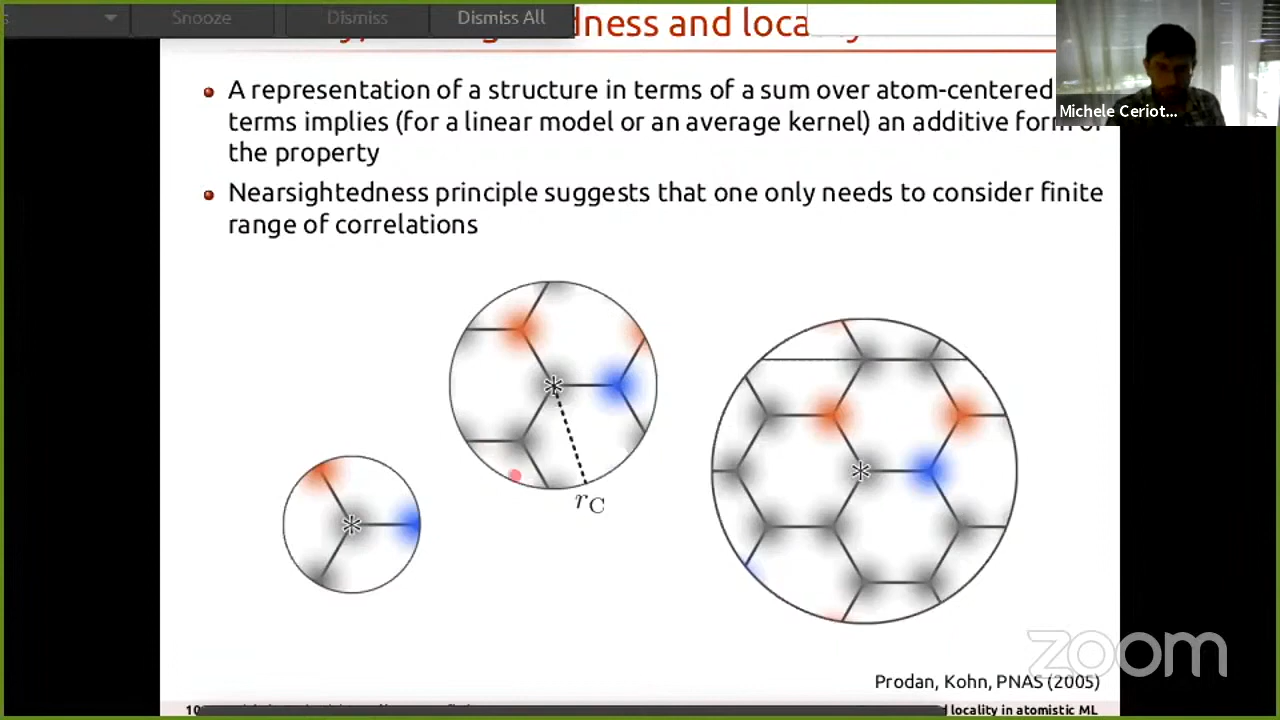 Snooze
Dismiss
Dismiss All
dness and loca
Michele Ceriot...
A representation of a structure in terms of a sum over atom-centered
terms implies (for a linear model or an average kernel) an additive form of
the property
Nearsightedness principle suggests that one only needs to consider finite
range of correlations
*
rC
*
*
zoom
Prodan, Kohn, PNAS (2005)
10
d locality in atomistic ML